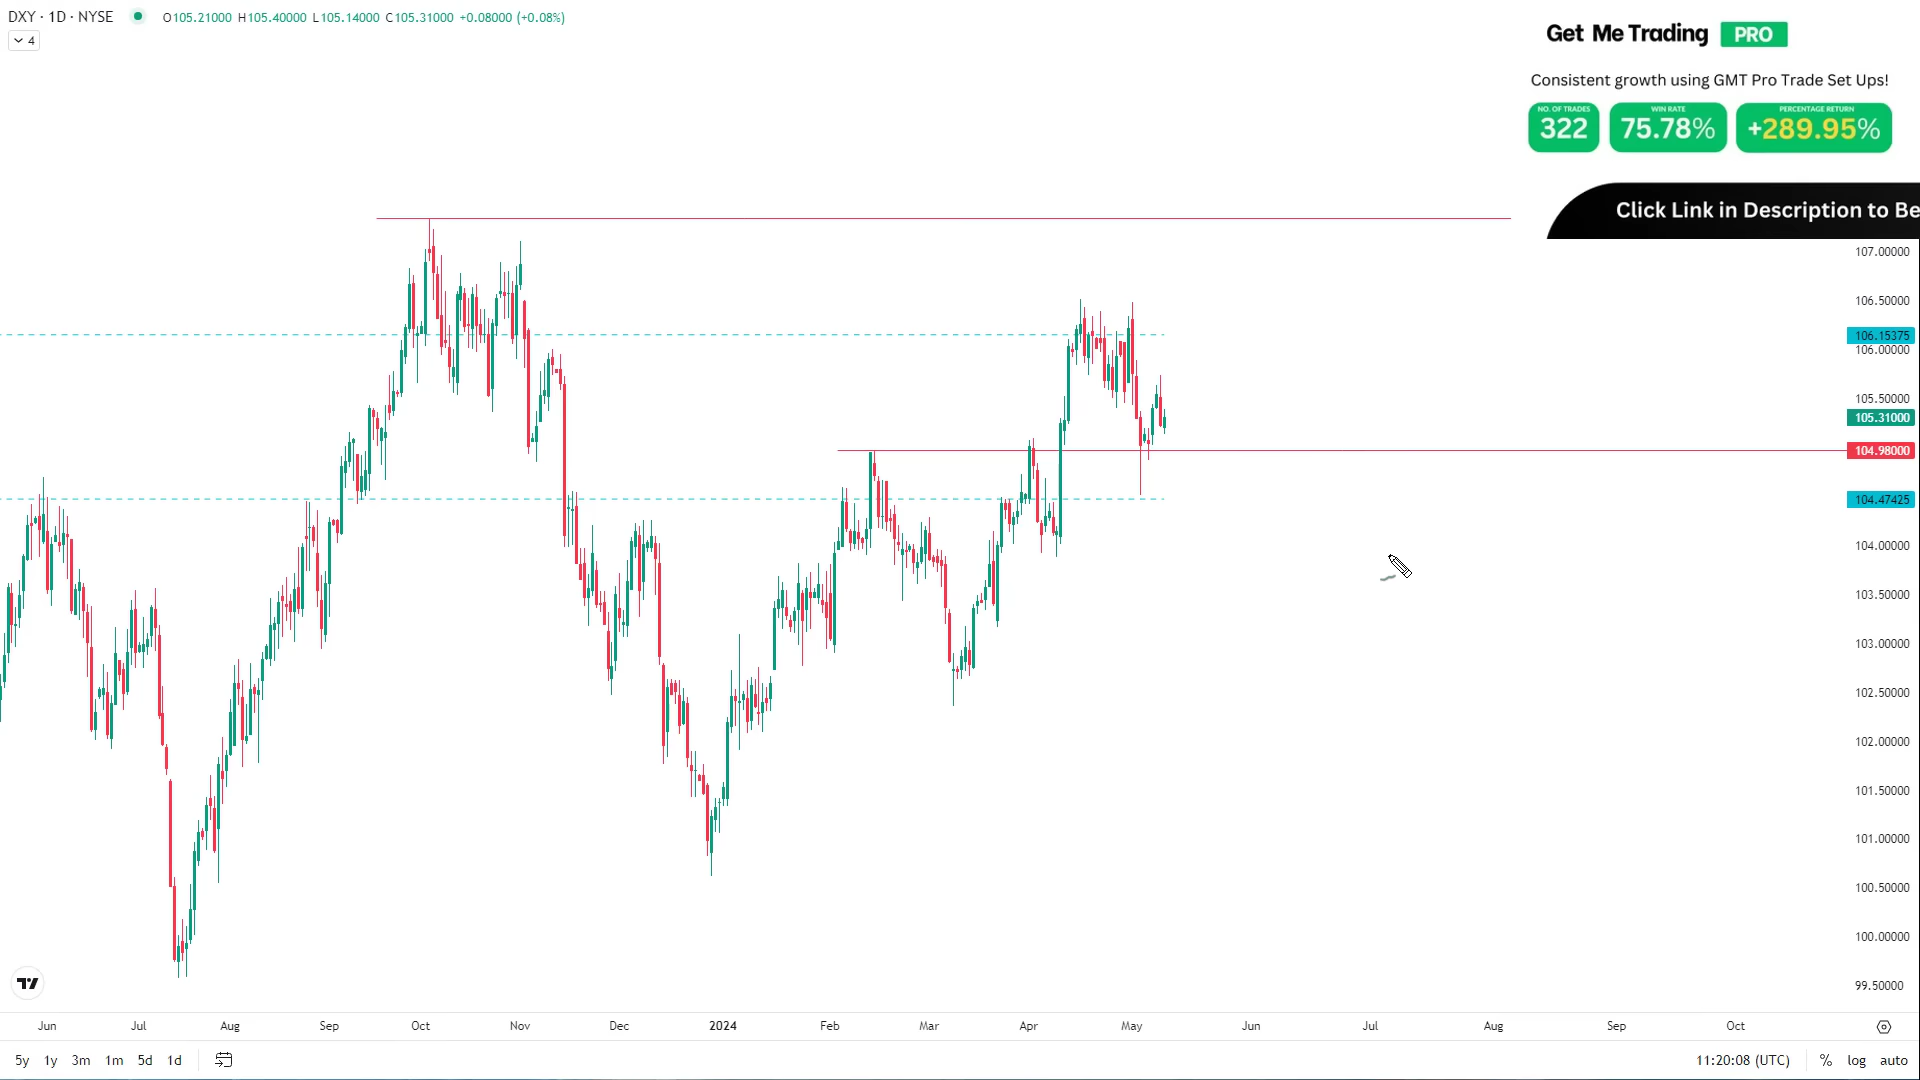 DXY · 1D · NYSE O105.21000 H105.40000 L105.14000 C105.31000 +0.08000 (+0.08%)
4
Get Me Trading PRO
Consistent growth using GMT Pro Trade Set Ups!
NO. OF TRADES WIN RATE PERCENTAGE RETURN
322 75.78% +289.95%
Click Link in Description to Be
107.00000
106.50000
106.15375
106.00000
105.50000
105.31000
104.98000
104.47425
104.00000
103.50000
103.00000
102.50000
102.00000
101.50000
101.00000
100.50000
100.00000
99.50000
Jun Jul Aug Sep Oct Nov Dec 2024 Feb Mar Apr May Jun Jul Aug Sep Oct
5y 1y 3m 1m 5d 1d 11:20:08 (UTC) % log auto